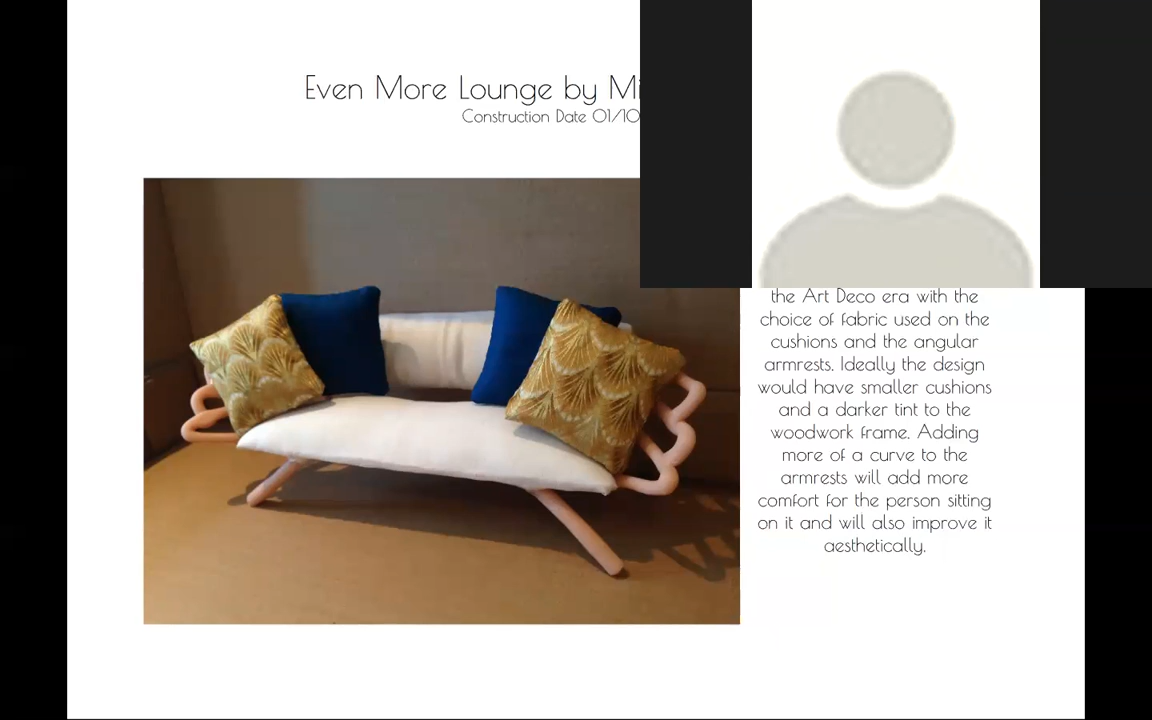 Even More Lounge by
Construction Date 01/10
the Art Deco era with the
choice of fabric used on the
cushions and the angular
armrests. Ideally the design
would have smaller cushions
and a darker tint to the
woodwork frame. Adding
more of a curve to the
armrests will add more
comfort for the person sitting
on it and will also improve it
aesthetically.